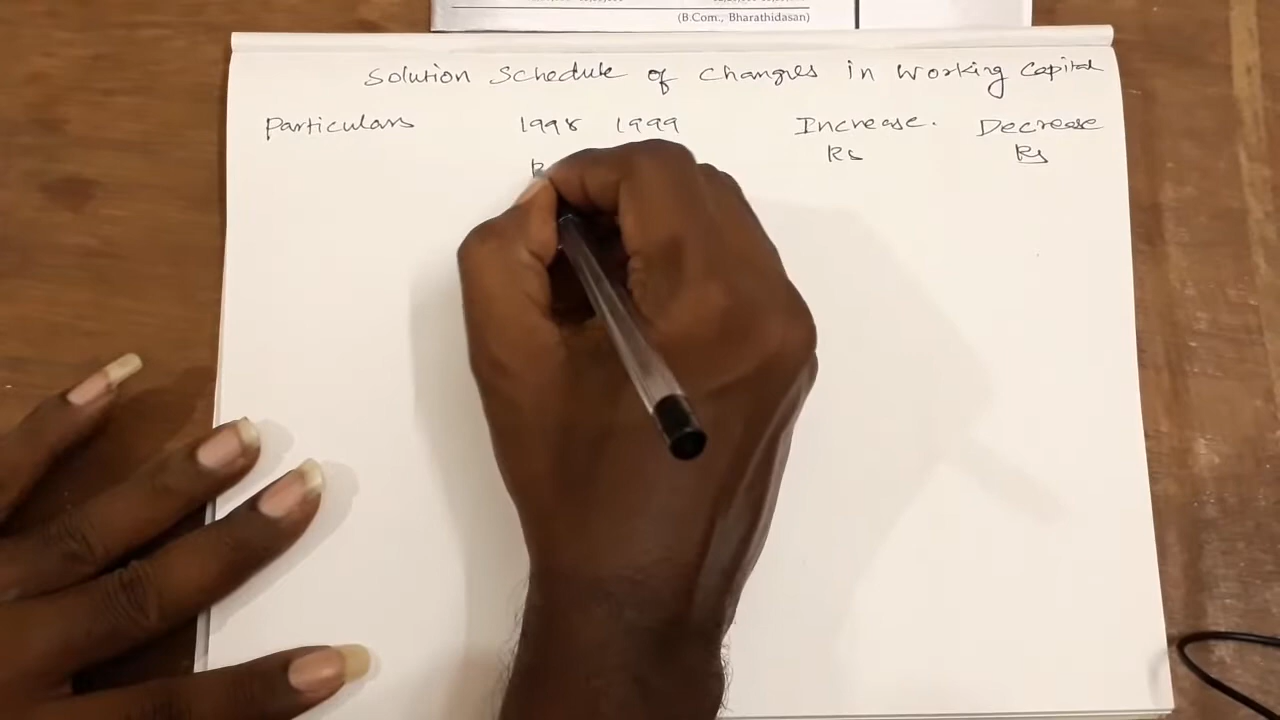 (B.Com., Bharathidasan)
Solution Schedule of Changes in Working Capital
Particulars 1998 1999 Increase. Decrease
Rs Rs